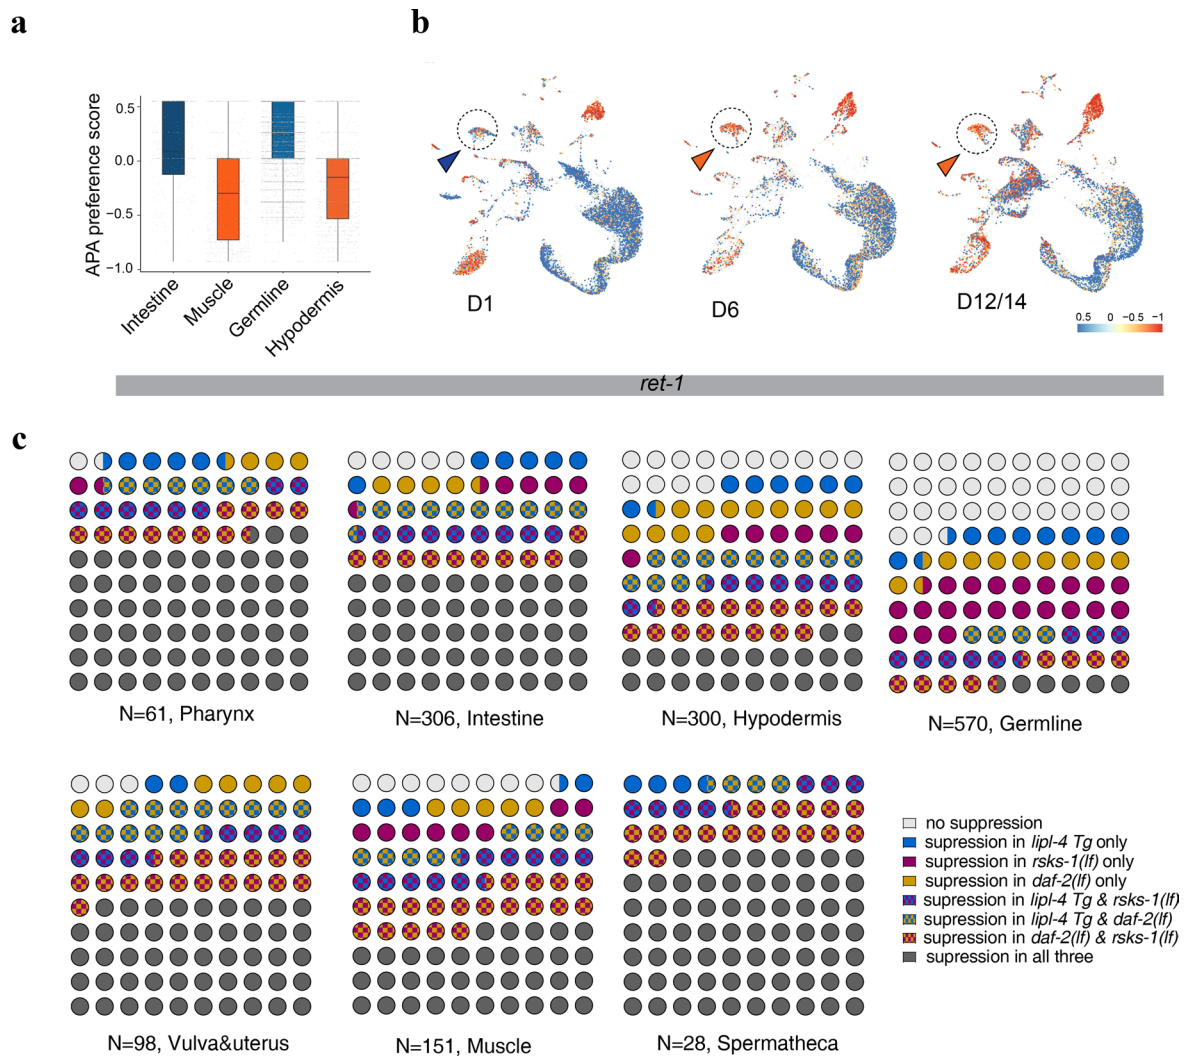 a
b
APA preference score
0.5
0.0
−0.5
−1.0
Intestine
Muscle
Germline
Hypodermis
D1
D6
D12/14
0.5 0 −0.5 −1
ret-1
c
N=61, Pharynx
N=306, Intestine
N=300, Hypodermis
N=570, Germline
N=98, Vulva&uterus
N=151, Muscle
N=28, Spermatheca
no suppression
supression in lipl-4 Tg only
supression in rsks-1(lf) only
supression in daf-2(lf) only
supression in lipl-4 Tg & rsks-1(lf)
supression in lipl-4 Tg & daf-2(lf)
supression in daf-2(lf) & rsks-1(lf)
supression in all three